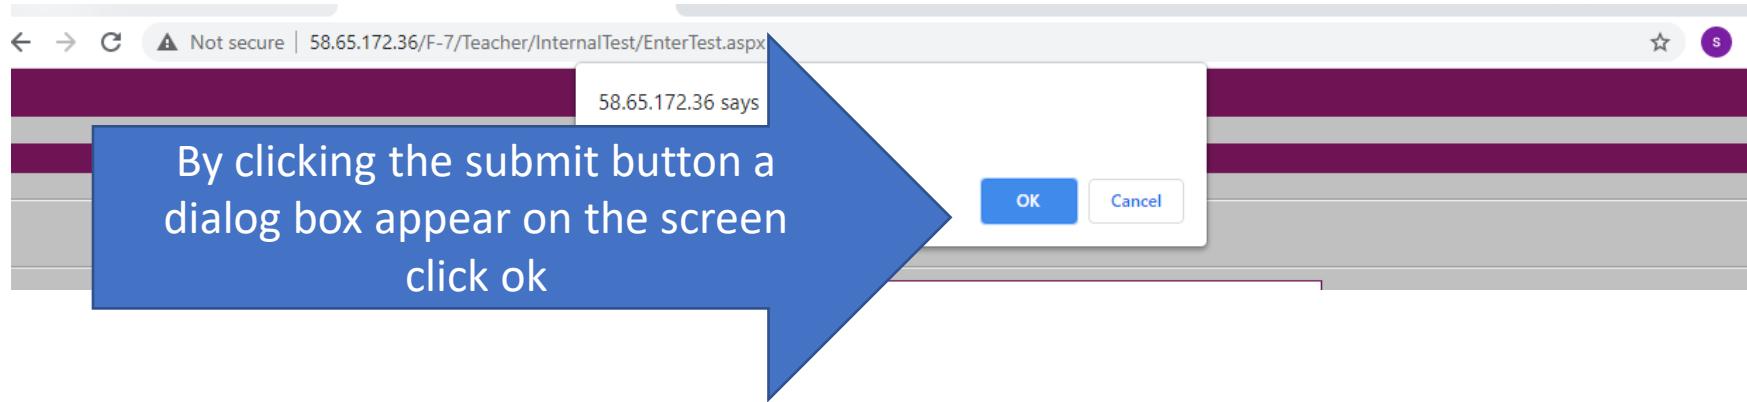 Not secure | 58.65.172.36/F-7/Teacher/InternalTest/EnterTest.aspx
S
58.65.172.36 says
By clicking the submit button a
dialog box appear on the screen
click ok
OK Cancel